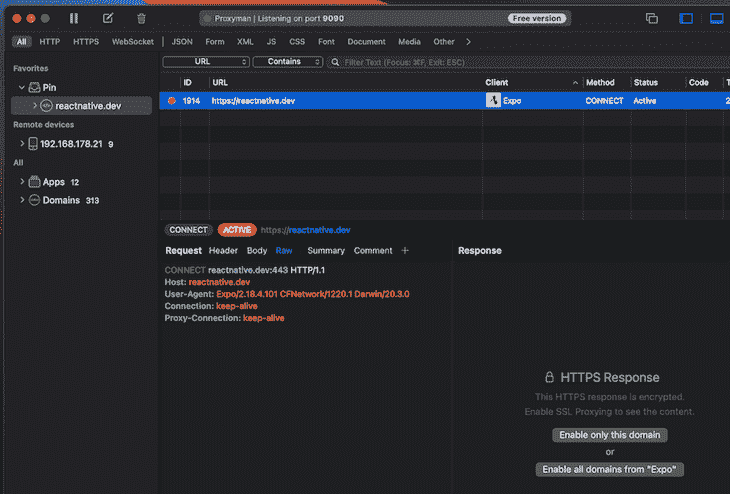 Proxyman | Listening on port 9090
Free version
All HTTP HTTPS WebSocket JSON Form XML JS CSS Font Document Media Other
Favorites
Pin
reactnative.dev
Remote devices
192.168.178.21 9
All
Apps 12
Domains 313
URL Contains Filter Text (Focus: ⌘F, Exit: ESC)
ID URL Client Method Status Code
1914 https://reactnative.dev Expo CONNECT Active 2
CONNECT ACTIVE https://reactnative.dev
Request Header Body Raw Summary Comment +
CONNECT reactnative.dev:443 HTTP/1.1
Host: reactnative.dev
User-Agent: Expo/2.18.4.101 CFNetwork/1220.1 Darwin/20.3.0
Connection: keep-alive
Proxy-Connection: keep-alive
Response
HTTPS Response
This HTTPS response is encrypted.
Enable SSL Proxying to see the content.
Enable only this domain
or
Enable all domains from "Expo"